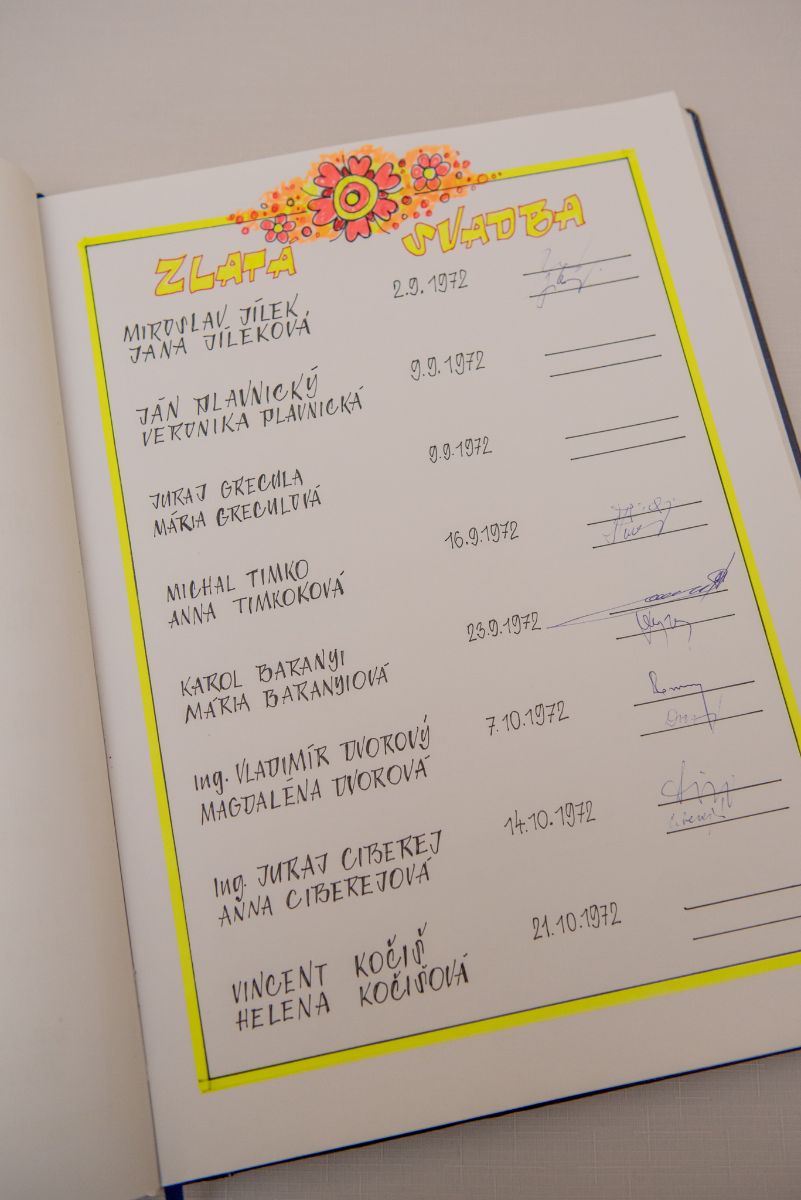 ZLATÁ SVADBA
MIROSLAV JÍLEK 2.9.1972
JANA JÍLEKOVÁ
JÁN PLAVNICKÝ 9.9.1972
VERONIKA PLAVNICKÁ
JURAJ GRECULA 9.9.1972
MÁRIA GRECULOVÁ
MICHAL TIMKO 16.9.1972
ANNA TIMKOKOVÁ
KAROL BARANYI 23.9.1972
MÁRIA BARANYIOVÁ
Ing. VLADIMÍR DVOROVÝ 7.10.1972
MAGDALÉNA DVOROVÁ
Ing. JURAJ CIBEREJ 14.10.1972
ANNA CIBEREJOVÁ
VINCENT KOČIŠ 21.10.1972
HELENA KOČIŠOVÁ